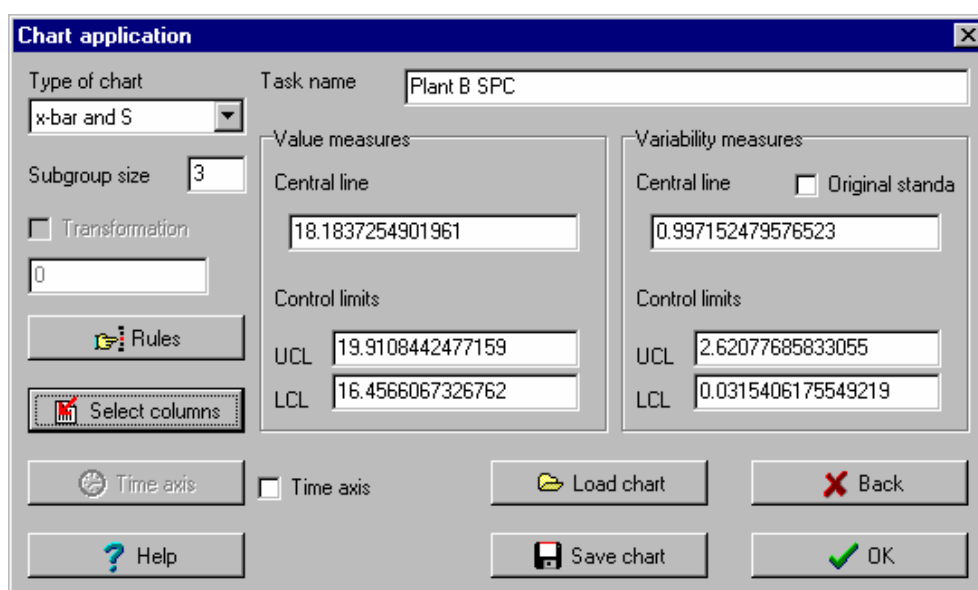 Chart application
Type of chart
x-bar and S
Subgroup size 3
Transformation
0
Rules
Select columns
Time axis
Help
Task name Plant B SPC
Value measures
Central line
18.1837254901961
Control limits
UCL 19.9108442477159
LCL 16.4566067326762
Variability measures
Central line Original standa
0.997152479576523
Control limits
UCL 2.62077685833055
LCL 0.0315406175549219
Time axis
Load chart
Back
Save chart
OK